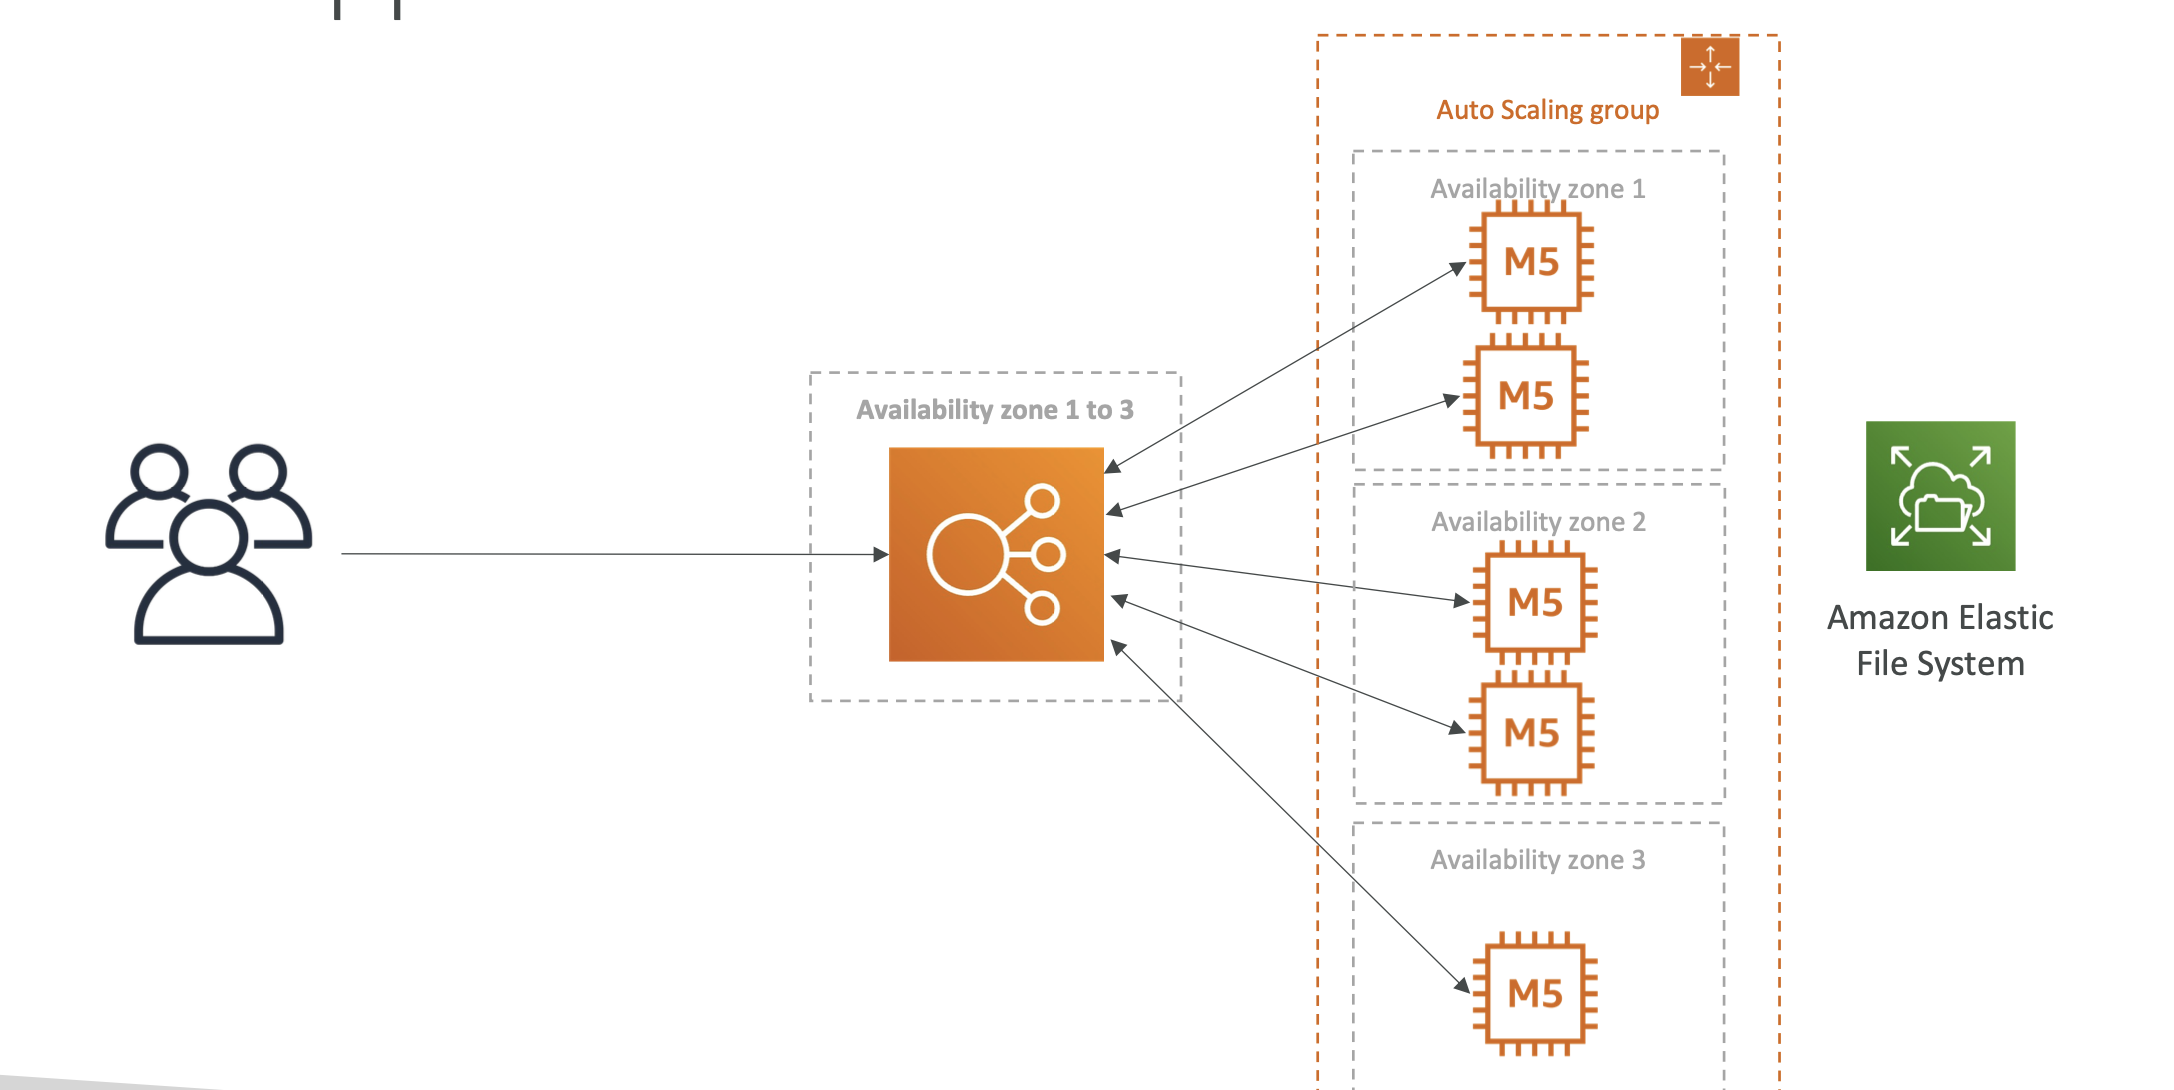 Auto Scaling group
Availability zone 1
M5
M5
Availability zone 1 to 3
Availability zone 2
M5
M5
Amazon Elastic
File System
Availability zone 3
M5